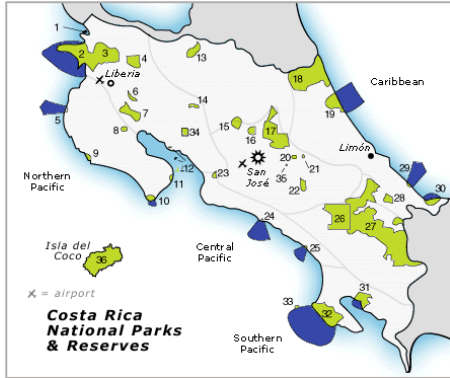 1
2
3
4
13
Liberia
18
Caribbean
6
5
7
14
19
8
34
15
16
17
Limón
9
12
20
21
29
Northern
Pacific
11
23
San
José
35
22
30
10
28
24
26
27
Isla del
Coco
Central
Pacific
25
36
31
= airport
33
32
Costa Rica
National Parks
& Reserves
Southern
Pacific